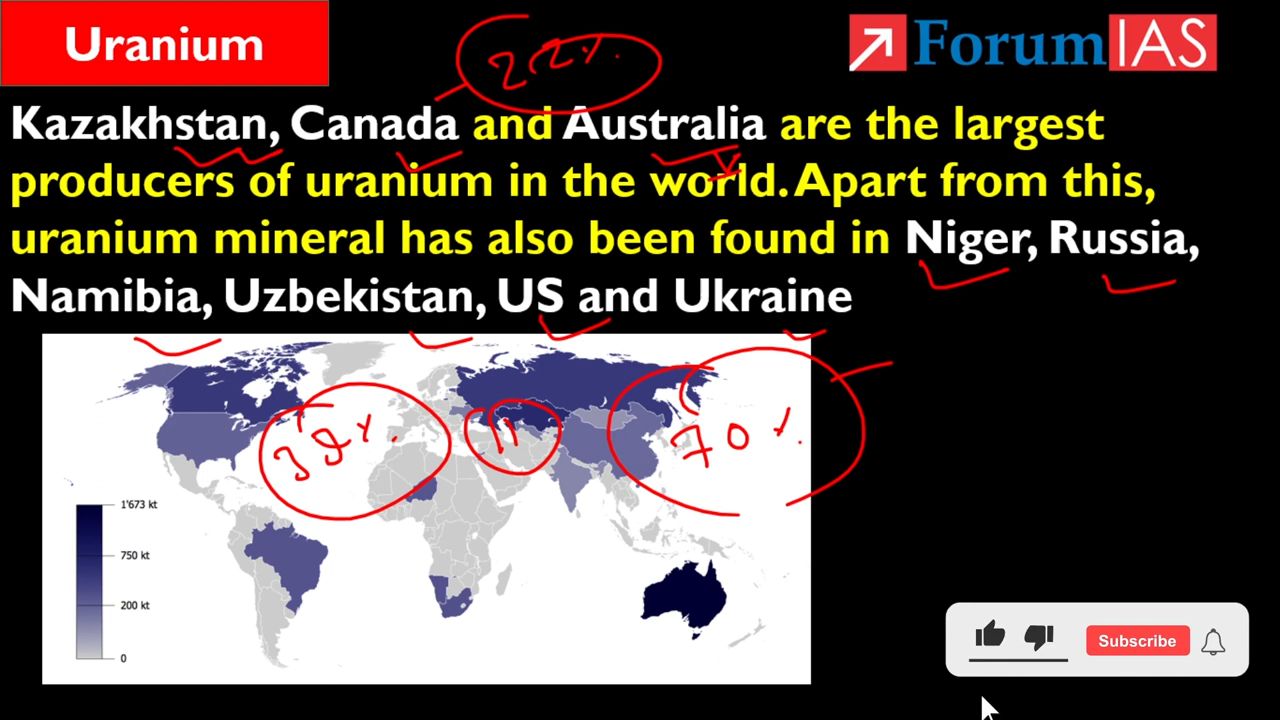 Uranium
ForumIAS
22%.
Kazakhstan, Canada and Australia are the largest
producers of uranium in the world. Apart from this,
uranium mineral has also been found in Niger, Russia,
Namibia, Uzbekistan, US and Ukraine
70%.
1'673 kt
750 kt
200 kt
0
Subscribe